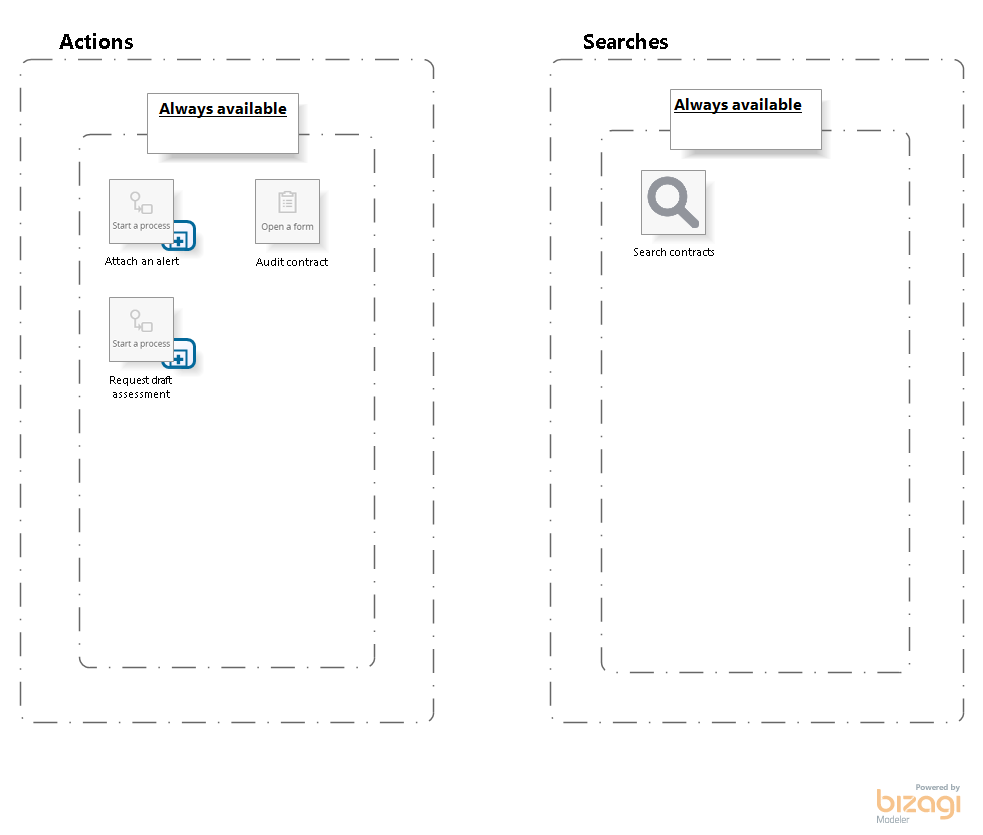 Actions
Always available
Start a process
Attach an alert
Open a form
Audit contract
Start a process
Request draft
assessment
Searches
Always available
Search contracts
Powered by
bizagi
Modeler